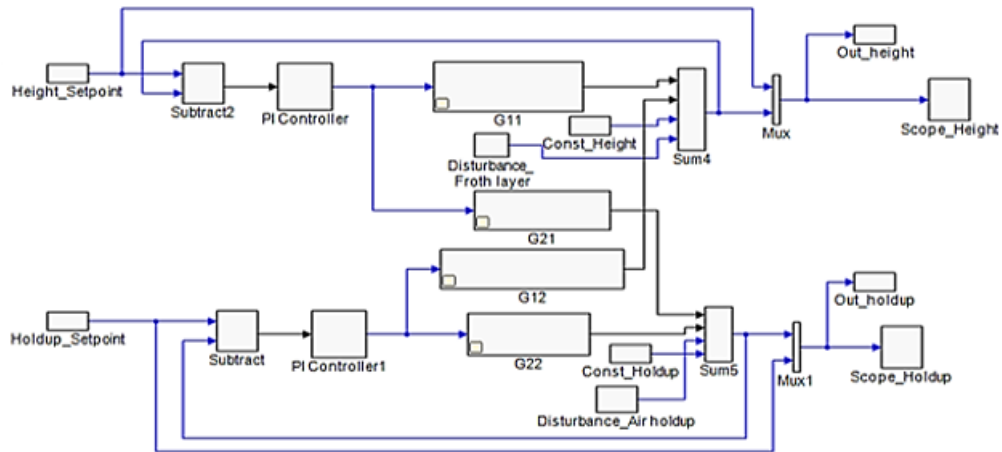 Height_Setpoint
Subtract2
PI Controller
G11
Const_Height
Disturbance_
Froth layer
Sum4
Mux
Out_height
Scope_Height
G21
G12
Holdup_Setpoint
Subtract
PI Controller1
G22
Const_Holdup
Disturbance_Air holdup
Sum5
Mux1
Out_holdup
Scope_Holdup